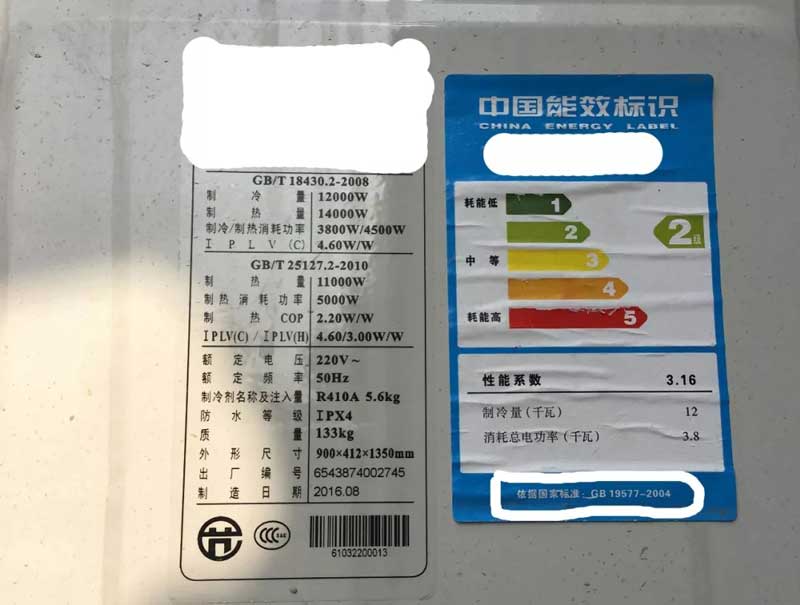 GB/T 18430.2-2008
制冷量 12000W
制热量 14000W
制冷/制热消耗功率 3800W/4500W
IPLV(C) 4.60W/W
GB/T 25127.2-2010
制热量 11000W
制热消耗功率 5000W
制热COP 2.20W/W
IPLV(C) / IPLV(H) 4.60/3.00W/W
额定电压 220V～
额定频率 50Hz
制冷剂名称及注入量 R410A 5.6kg
防水等级 IPX4
质量 133kg
外形尺寸 900×412×1350mm
出厂编号 6543874002745
制造日期 2016.08
61032200013
中国能效标识
CHINA ENERGY LABEL
耗能低
1
2
2级
中等
3
4
耗能高
5
性能系数 3.16
制冷量(千瓦) 12
消耗总电功率(千瓦) 3.8
依据国家标准: GB 19577-2004